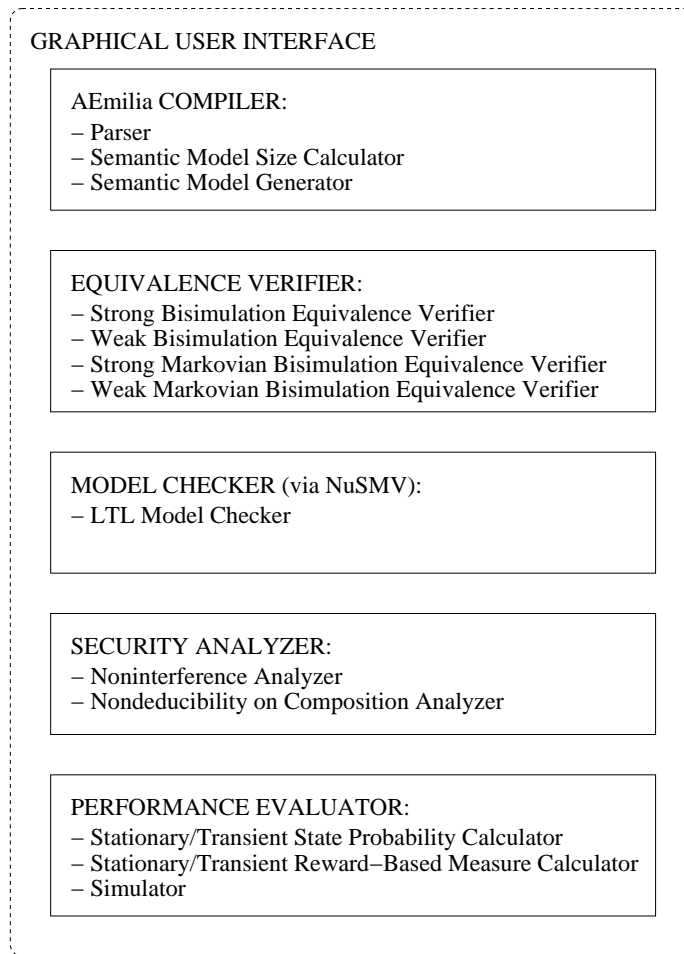 GRAPHICAL USER INTERFACE
AEmilia COMPILER:
− Parser
− Semantic Model Size Calculator
− Semantic Model Generator
EQUIVALENCE VERIFIER:
− Strong Bisimulation Equivalence Verifier
− Weak Bisimulation Equivalence Verifier
− Strong Markovian Bisimulation Equivalence Verifier
− Weak Markovian Bisimulation Equivalence Verifier
MODEL CHECKER (via NuSMV):
− LTL Model Checker
SECURITY ANALYZER:
− Noninterference Analyzer
− Nondeducibility on Composition Analyzer
PERFORMANCE EVALUATOR:
− Stationary/Transient State Probability Calculator
− Stationary/Transient Reward−Based Measure Calculator
− Simulator